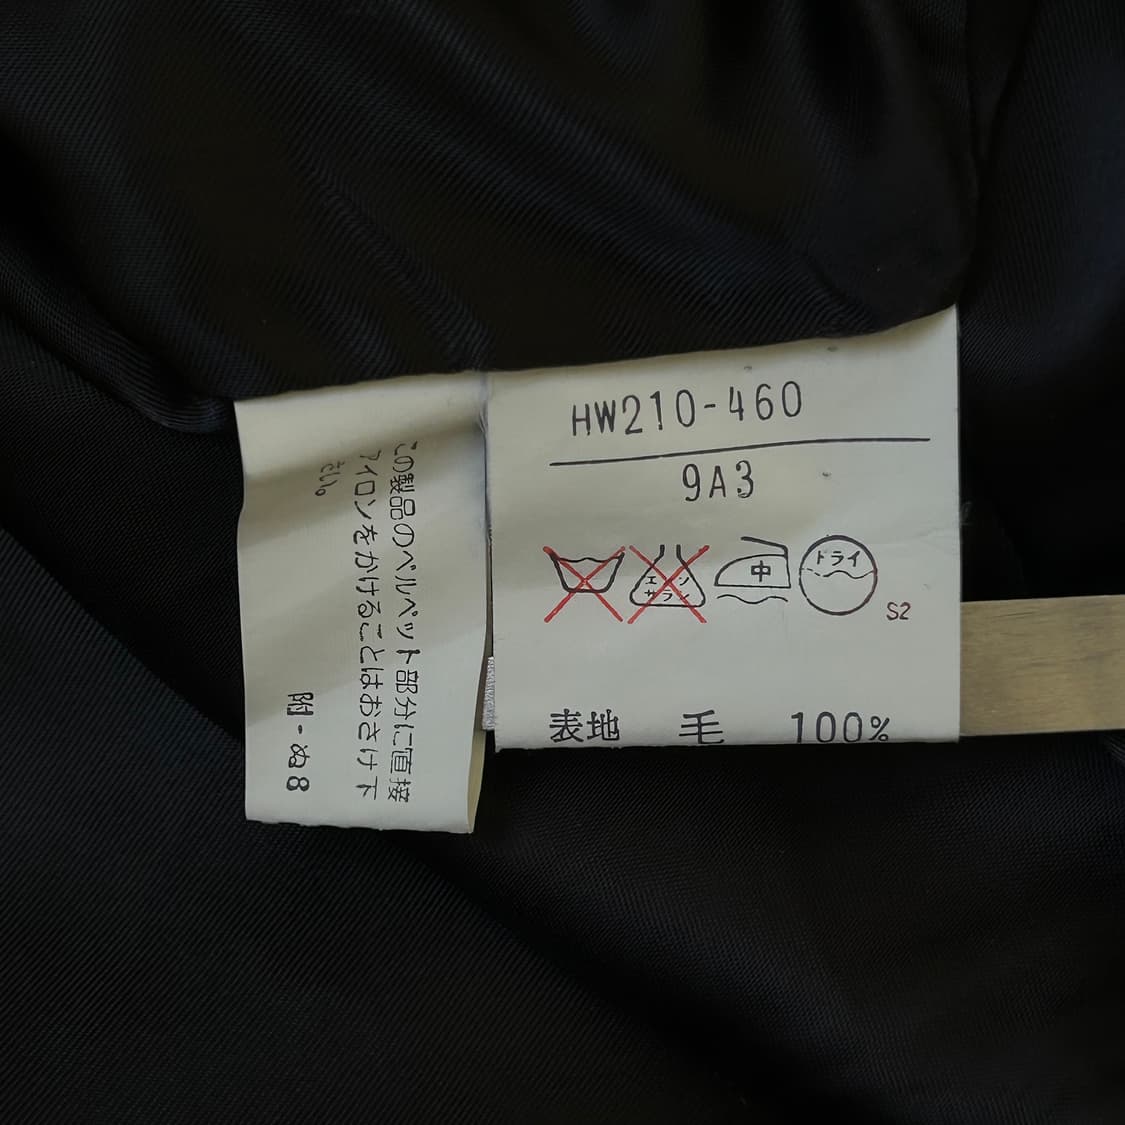 この製品のベルベット部分に直接
アイロンをかけることはおさけ下
さい。
附-ぬ8
HW210-460
9A3
エンソ
サラシ
中
ドライ
S2
表地 毛 100%